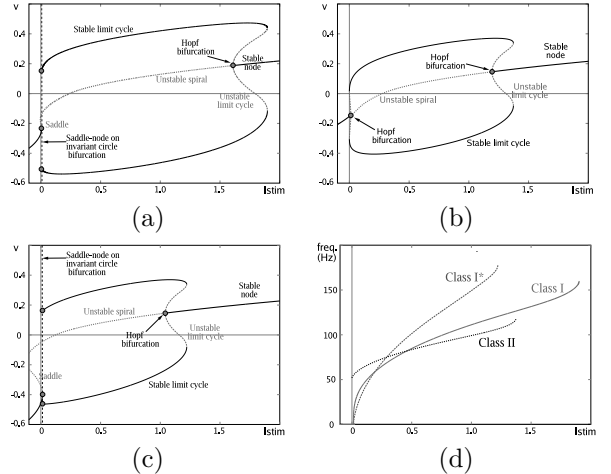 V
Stable limit cycle
Hopf
bifurcation
Stable
node
Unstable spiral
Unstable
limit cycle
Saddle
Saddle-node on
invariant circle
bifurcation
0.4
0.2
0
-0.2
-0.4
-0.6
0
0.5
1.0
1.5
Istim
(a)
V
Hopf
bifurcation
Stable node
Unstable spiral
Unstable
limit cycle
Hopf
bifurcation
Stable limit cycle
0.4
0.2
0
-0.2
-0.4
-0.6
0
0.5
1.0
1.5
Istim
(b)
V
Saddle-node on
invariant circle
bifurcation
Stable
node
Unstable spiral
Hopf
bifurcation
Unstable
limit cycle
Saddle
Stable limit cycle
0.4
0.2
0
-0.2
-0.4
-0.6
0
0.5
1.0
1.5
Istim
(c)
freq.
(Hz)
Class I*
Class I
Class II
200
150
100
50
0
0
0.5
1.0
1.5
Istim
(d)